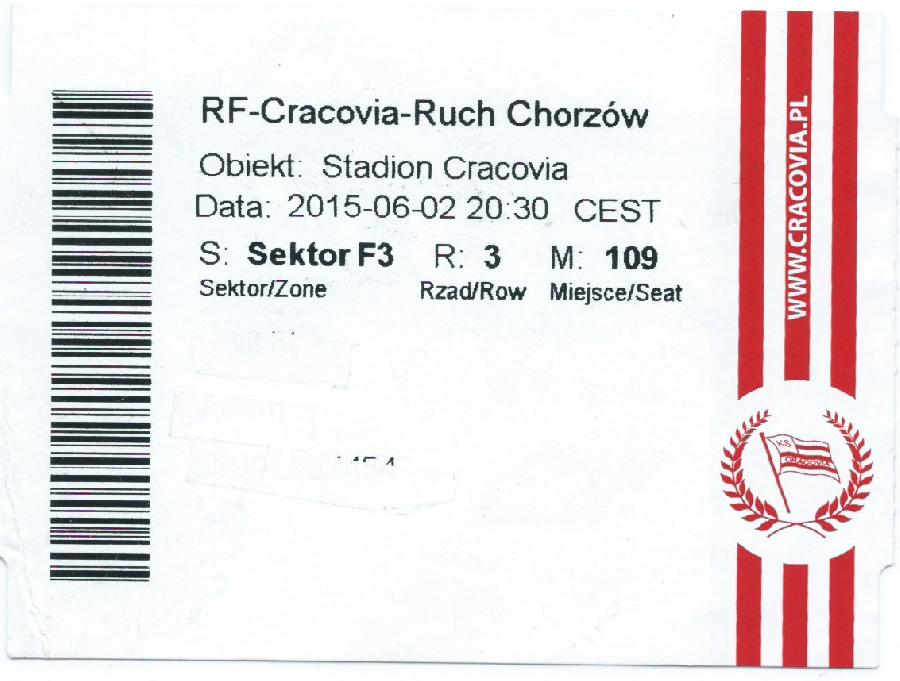 RF-Cracovia-Ruch Chorzów
Obiekt: Stadion Cracovia
Data: 2015-06-02 20:30 CEST
S: Sektor F3 R: 3 M: 109
Sektor/Zone Rzad/Row Miejsce/Seat
WWW.CRACOVIA.PL
KS
CRACOVIA